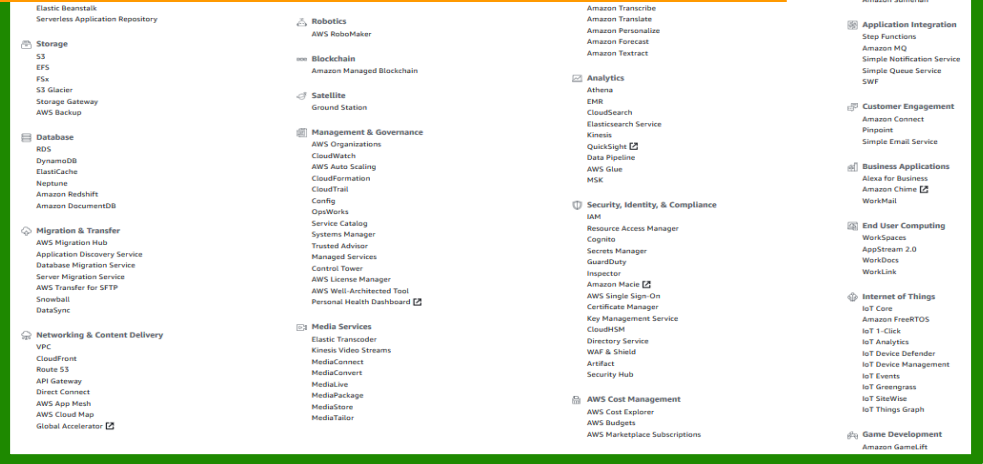 Elastic Beanstalk
Serverless Application Repository
Storage
S3
EFS
FSx
S3 Glacier
Storage Gateway
AWS Backup
Database
RDS
DynamoDB
ElastiCache
Neptune
Amazon Redshift
Amazon DocumentDB
Migration & Transfer
AWS Migration Hub
Application Discovery Service
Database Migration Service
Server Migration Service
AWS Transfer for SFTP
Snowball
DataSync
Networking & Content Delivery
VPC
CloudFront
Route 53
API Gateway
Direct Connect
AWS App Mesh
AWS Cloud Map
Global Accelerator
Robotics
AWS RoboMaker
Blockchain
Amazon Managed Blockchain
Satellite
Ground Station
Management & Governance
AWS Organizations
CloudWatch
AWS Auto Scaling
CloudFormation
CloudTrail
Config
OpsWorks
Service Catalog
Systems Manager
Trusted Advisor
Managed Services
Control Tower
AWS License Manager
AWS Well-Architected Tool
Personal Health Dashboard
Media Services
Elastic Transcoder
Kinesis Video Streams
MediaConnect
MediaConvert
MediaLive
MediaPackage
MediaStore
MediaTailor
Amazon Transcribe
Amazon Translate
Amazon Personalize
Amazon Forecast
Amazon Textract
Analytics
Athena
EMR
CloudSearch
Elasticsearch Service
Kinesis
QuickSight
Data Pipeline
AWS Glue
MSK
Security, Identity, & Compliance
IAM
Resource Access Manager
Cognito
Secrets Manager
GuardDuty
Inspector
Amazon Macie
AWS Single Sign-On
Certificate Manager
Key Management Service
CloudHSM
Directory Service
WAF & Shield
Artifact
Security Hub
AWS Cost Management
AWS Cost Explorer
AWS Budgets
AWS Marketplace Subscriptions
Application Integration
Step Functions
Amazon MQ
Simple Notification Service
Simple Queue Service
SWF
Customer Engagement
Amazon Connect
Pinpoint
Simple Email Service
Business Applications
Alexa for Business
Amazon Chime
WorkMail
End User Computing
WorkSpaces
AppStream 2.0
WorkDocs
WorkLink
Internet of Things
IoT Core
Amazon FreeRTOS
IoT 1-Click
IoT Analytics
IoT Device Defender
IoT Device Management
IoT Events
IoT Greengrass
IoT SiteWise
IoT Things Graph
Game Development
Amazon GameLift